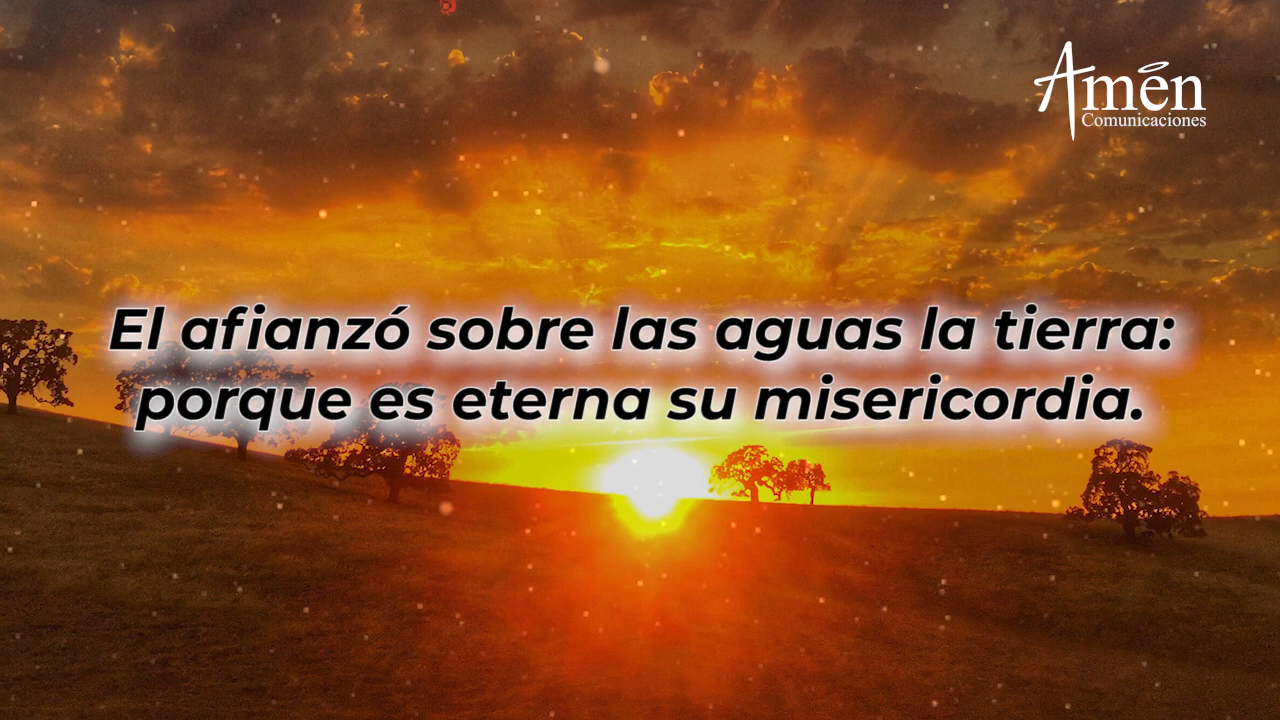 Amén
Comunicaciones
El afianzó sobre las aguas la tierra:
porque es eterna su misericordia.